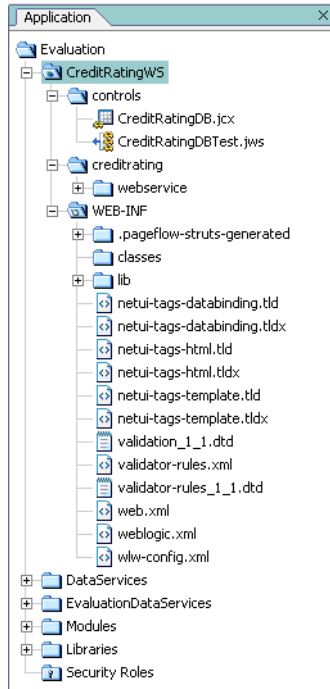 Application
Evaluation
CreditRatingWS
controls
CreditRatingDB.jcx
CreditRatingDBTest.jws
creditrating
webservice
WEB-INF
.pageflow-struts-generated
classes
lib
netui-tags-databinding.tld
netui-tags-databinding.tldx
netui-tags-html.tld
netui-tags-html.tldx
netui-tags-template.tld
netui-tags-template.tldx
validation_1_1.dtd
validator-rules.xml
validator-rules_1_1.dtd
web.xml
weblogic.xml
wlw-config.xml
DataServices
EvaluationDataServices
Modules
Libraries
Security Roles